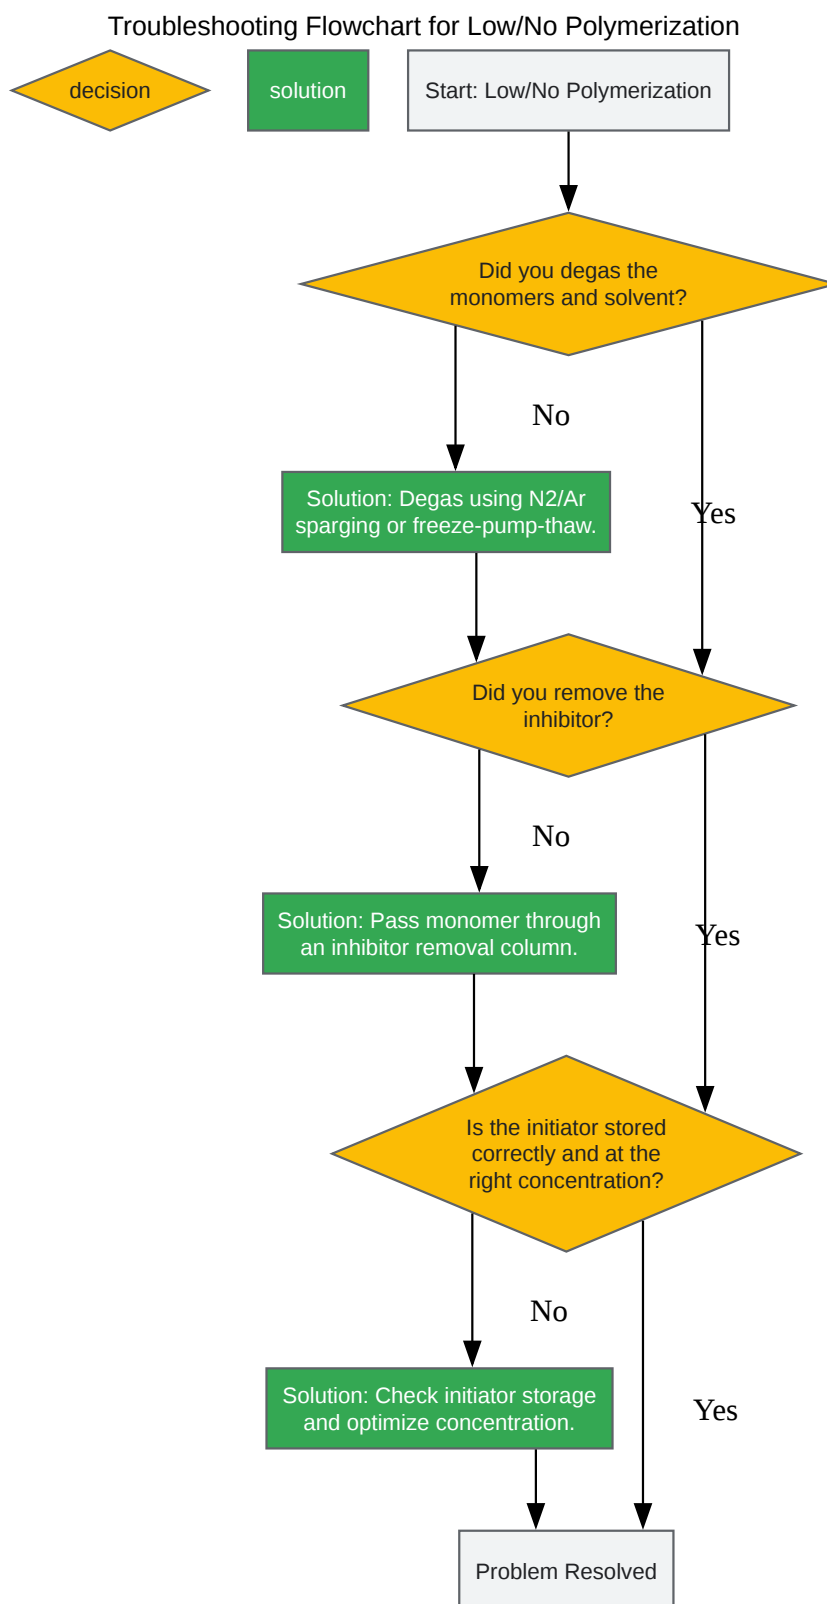 Troubleshooting Flowchart for Low/No Polymerization
decision
solution
Start: Low/No Polymerization
Did you degas the
monomers and solvent?
No
Yes
Solution: Degas using N2/Ar
sparging or freeze-pump-thaw.
Did you remove the
inhibitor?
No
Yes
Solution: Pass monomer through
an inhibitor removal column.
Is the initiator stored
correctly and at the
right concentration?
No
Yes
Solution: Check initiator storage
and optimize concentration.
Problem Resolved